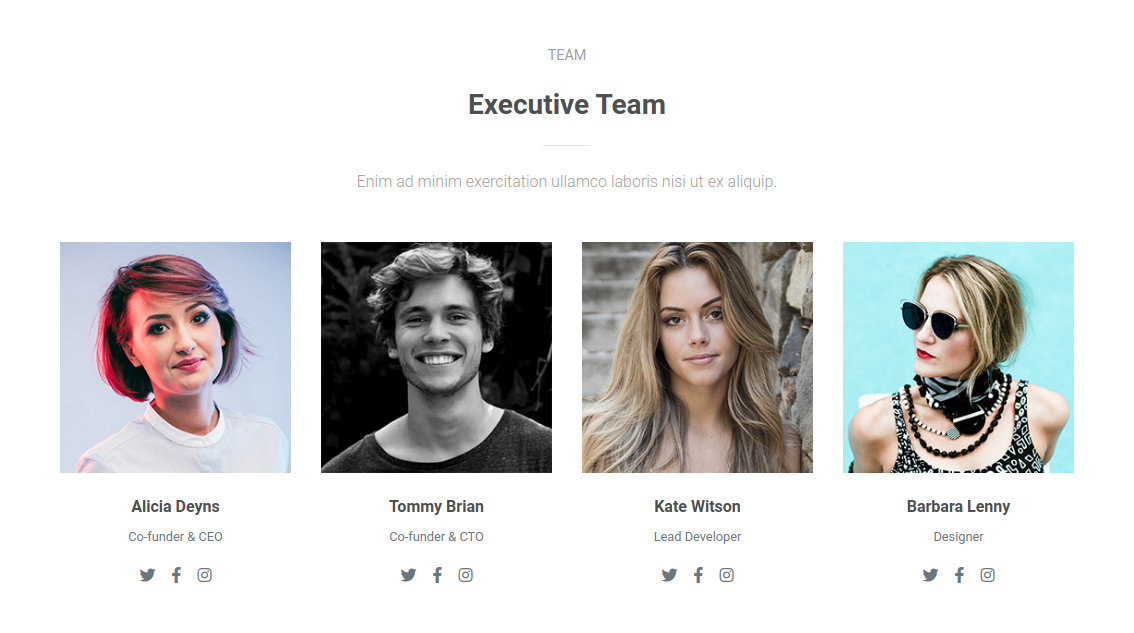 TEAM
Executive Team
Enim ad minim exercitation ullamco laboris nisi ut ex aliquip.
Alicia Deyns
Co-funder & CEO
Tommy Brian
Co-funder & CTO
Kate Witson
Lead Developer
Barbara Lenny
Designer